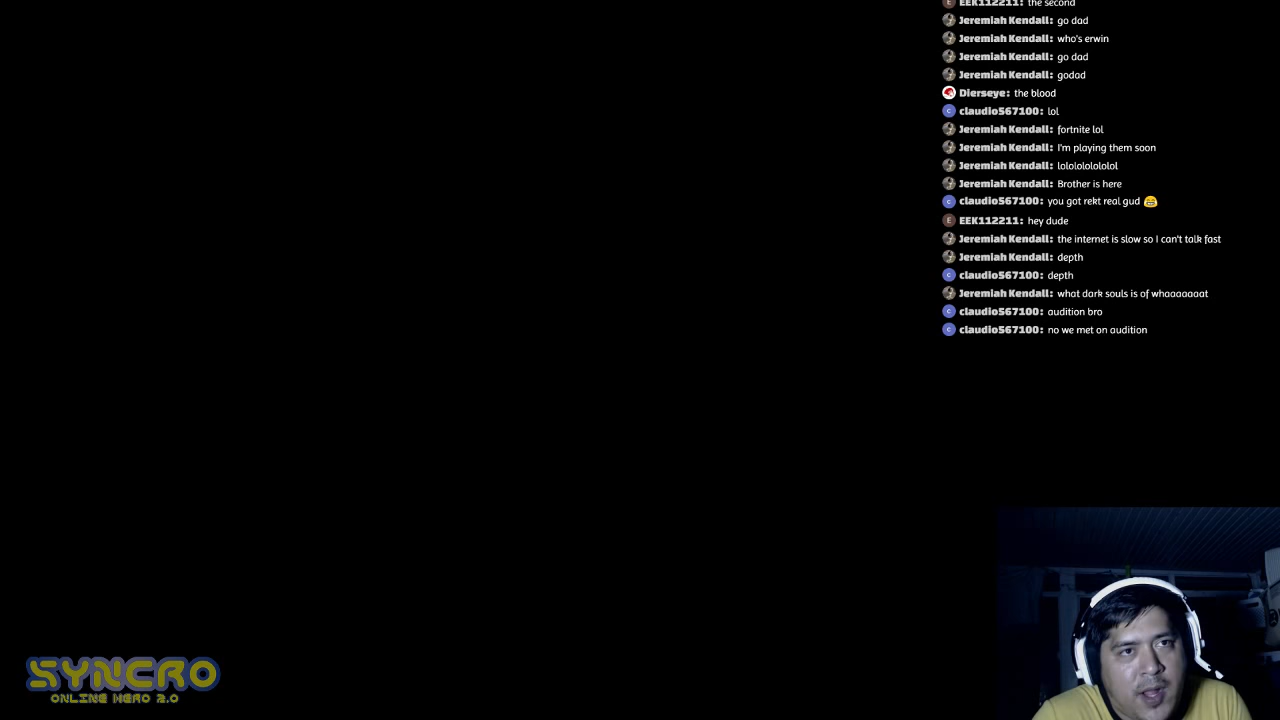 EEK112211: the second
Jeremiah Kendall: go dad
Jeremiah Kendall: who's erwin
Jeremiah Kendall: go dad
Jeremiah Kendall: godad
Dierseye: the blood
claudio567100: lol
Jeremiah Kendall: fortnite lol
Jeremiah Kendall: I'm playing them soon
Jeremiah Kendall: lolololololol
Jeremiah Kendall: Brother is here
claudio567100: you got rekt real gud 😂
EEK112211: hey dude
Jeremiah Kendall: the internet is slow so I can't talk fast
Jeremiah Kendall: depth
claudio567100: depth
Jeremiah Kendall: what dark souls is of whaaaaaaat
claudio567100: audition bro
claudio567100: no we met on audition
SYNCRO
ONLINE HERO 2.0